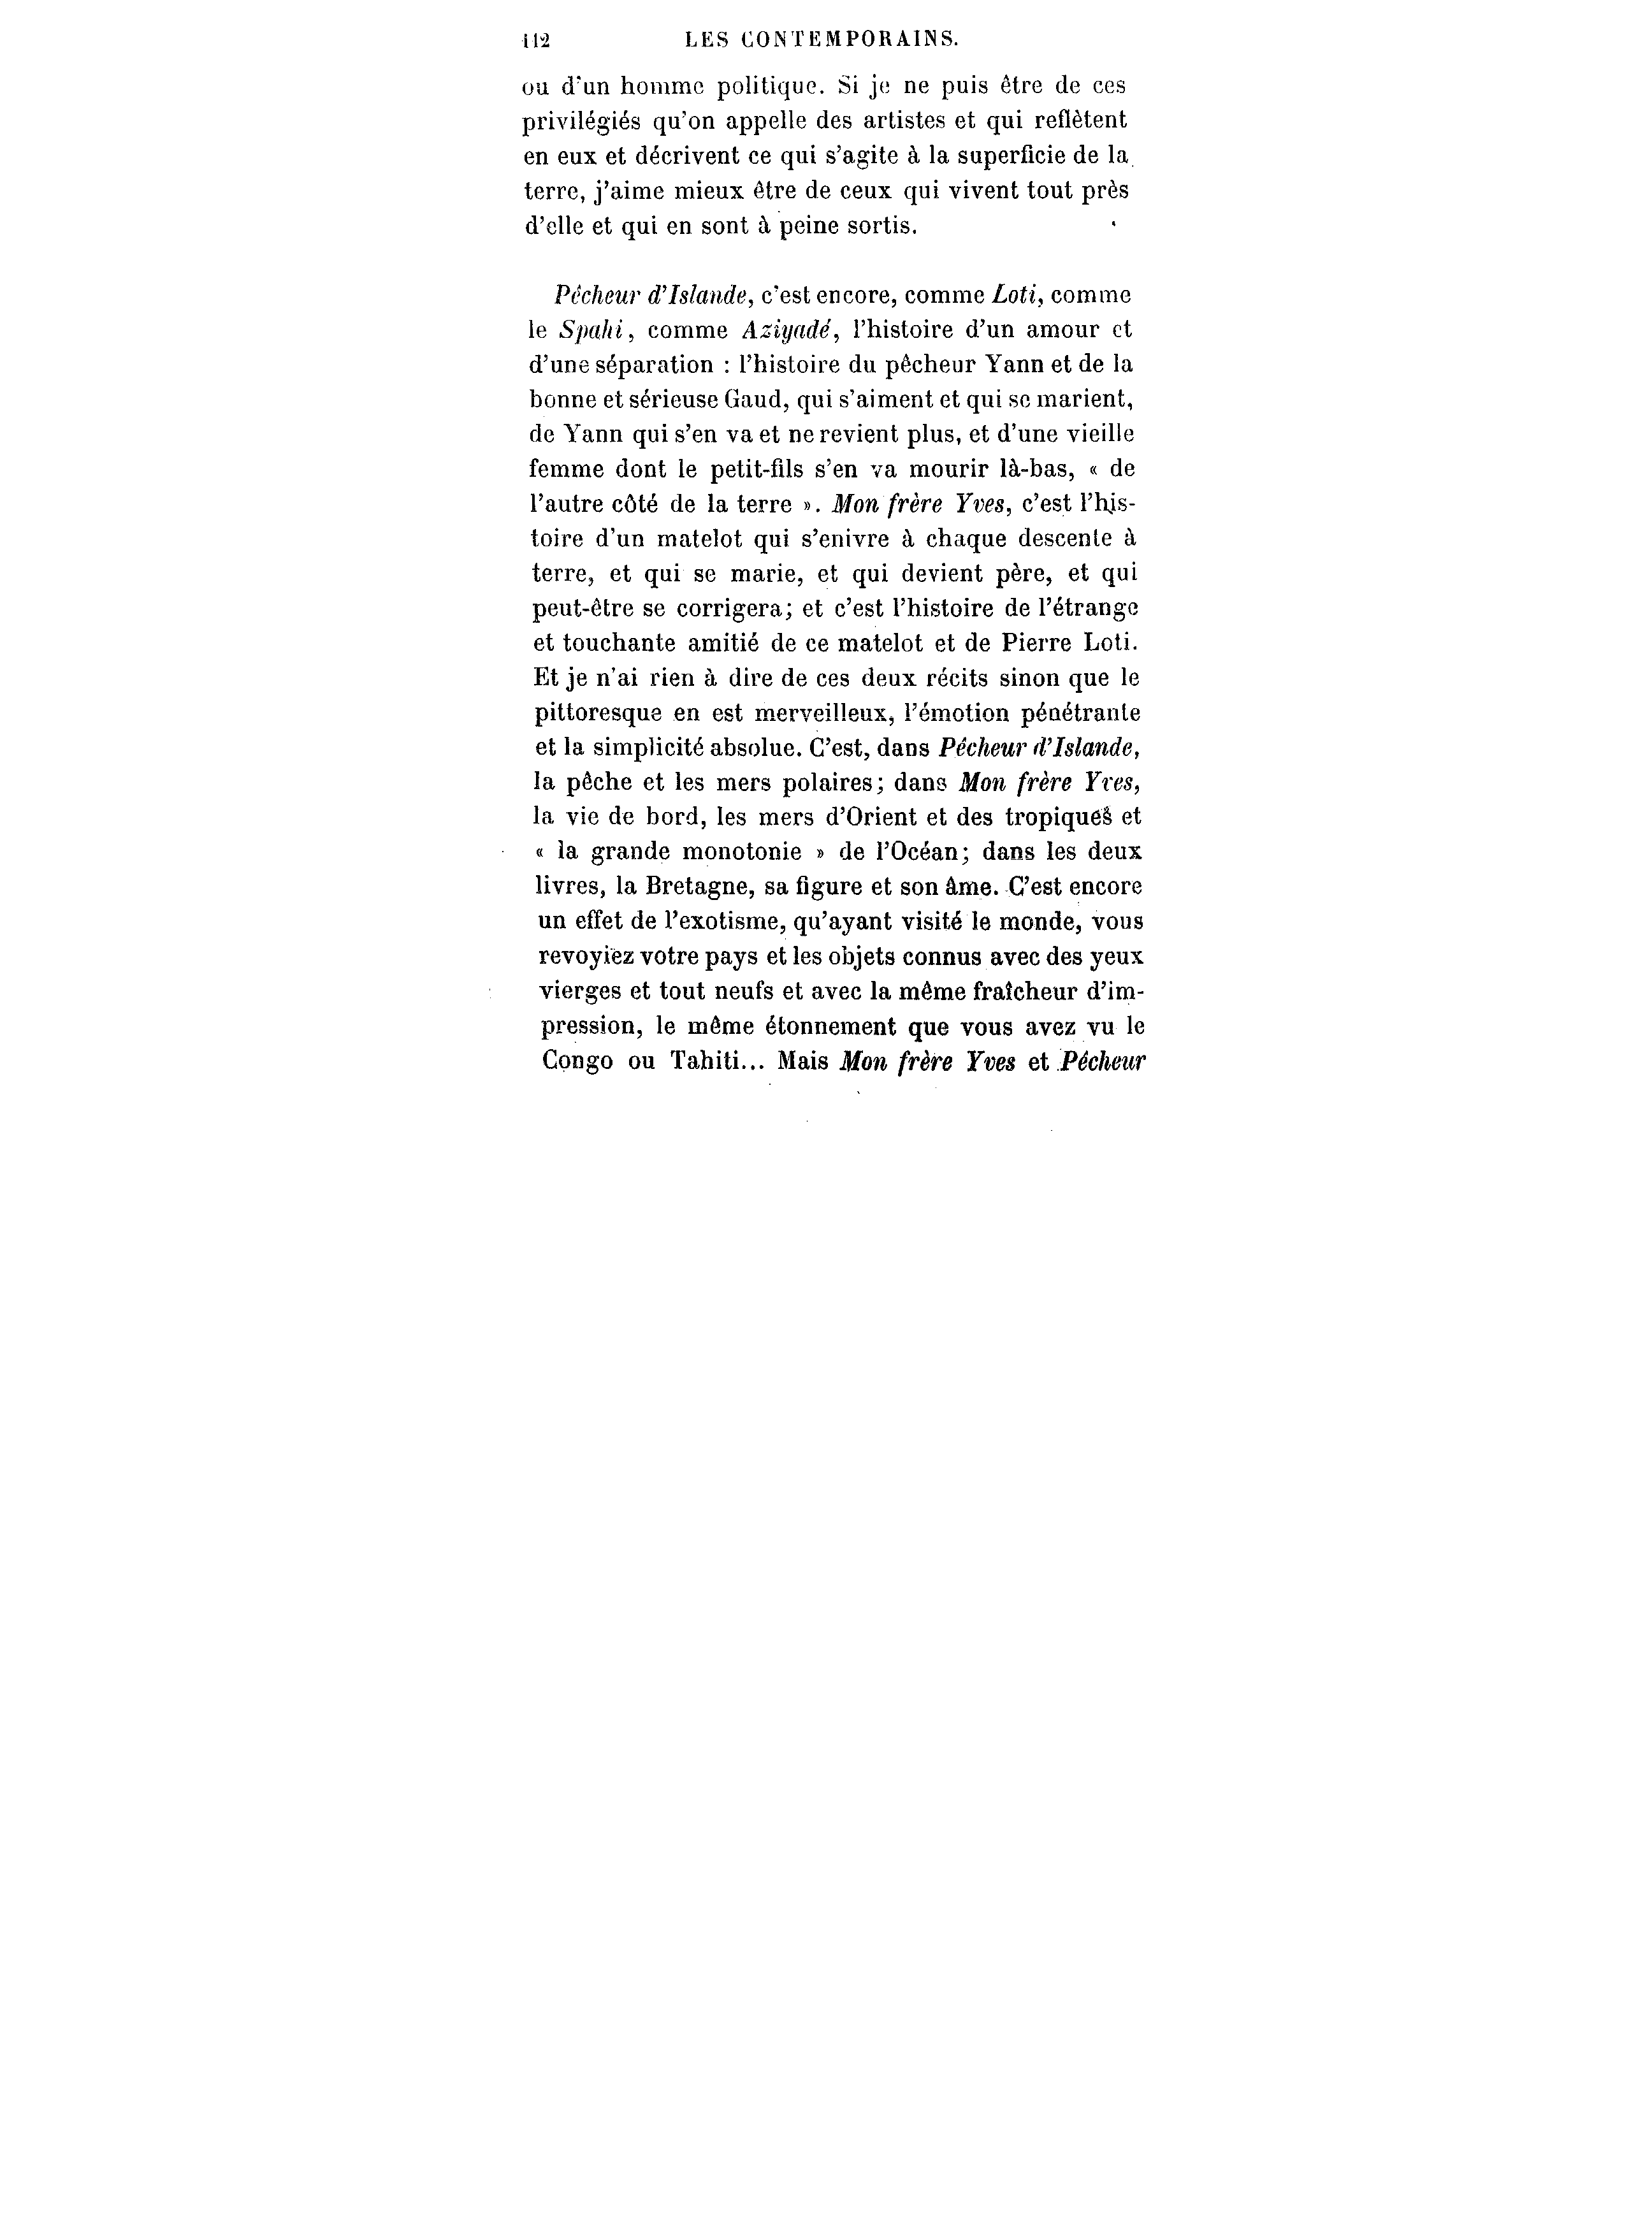 112 LES CONTEMPORAINS.
ou d'un homme politique. Si je ne puis être de ces
privilégiés qu'on appelle des artistes et qui reflètent
en eux et décrivent ce qui s'agite à la superficie de la
terre, j'aime mieux être de ceux qui vivent tout près
d'elle et qui en sont à peine sortis.
Pêcheur d'Islande, c'est encore, comme Loti, comme
le Spahi, comme Aziyadé, l'histoire d'un amour et
d'une séparation : l'histoire du pêcheur Yann et de la
bonne et sérieuse Gaud, qui s'aiment et qui se marient,
de Yann qui s'en va et ne revient plus, et d'une vieille
femme dont le petit-fils s'en va mourir là-bas, « de
l'autre côté de la terre ». Mon frère Yves, c'est l'his-
toire d'un matelot qui s'enivre à chaque descente à
terre, et qui se marie, et qui devient père, et qui
peut-être se corrigera; et c'est l'histoire de l'étrange
et touchante amitié de ce matelot et de Pierre Loti.
Et je n'ai rien à dire de ces deux récits sinon que le
pittoresque en est merveilleux, l'émotion pénétrante
et la simplicité absolue. C'est, dans Pêcheur d'Islande,
la pêche et les mers polaires; dans Mon frère Yves,
la vie de bord, les mers d'Orient et des tropiques et
« la grande monotonie » de l'Océan; dans les deux
livres, la Bretagne, sa figure et son âme. C'est encore
un effet de l'exotisme, qu'ayant visité le monde, vous
revoyiez votre pays et les objets connus avec des yeux
vierges et tout neufs et avec la même fraîcheur d'im-
pression, le même étonnement que vous avez vu le
Congo ou Tahiti... Mais Mon frère Yves et Pêcheur